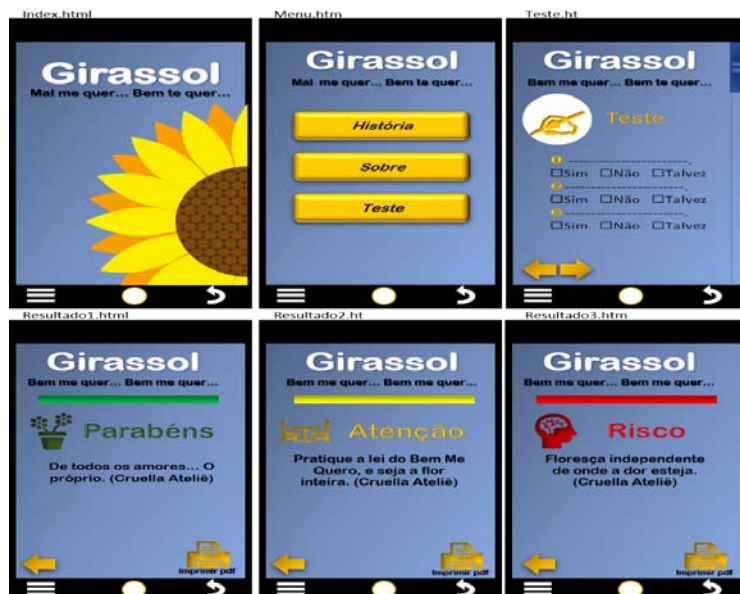 Index.html
Girassol
Mal me quer... Bem te quer...
Menu.htm
Girassol
Mal me quer... Bem te quer...
História
Sobre
Teste
Teste.ht
Girassol
Bem me quer... Bem te quer...
Teste
1 ----------------------.
☐Sim ☐Não ☐Talvez
2 ----------------------.
☐Sim ☐Não ☐Talvez
----------------------.
☐Sim ☐Não ☐Talvez
Resultado1.html
Girassol
Bem me quer... Bem me quer...
Parabéns
De todos os amores... O
próprio. (Cruella Ateliê)
Imprimir pdf
Resultado2.ht
Girassol
Bem me quer... Bem me quer...
Atenção
Pratique a lei do Bem Me
Quero, e seja a flor
inteira. (Cruella Ateliê)
Imprimir pdf
Resultado3.htm
Girassol
Bem me quer... Bem me quer...
Risco
Floresça independente
de onde a dor esteja.
(Cruella Ateliê)
Imprimir pdf